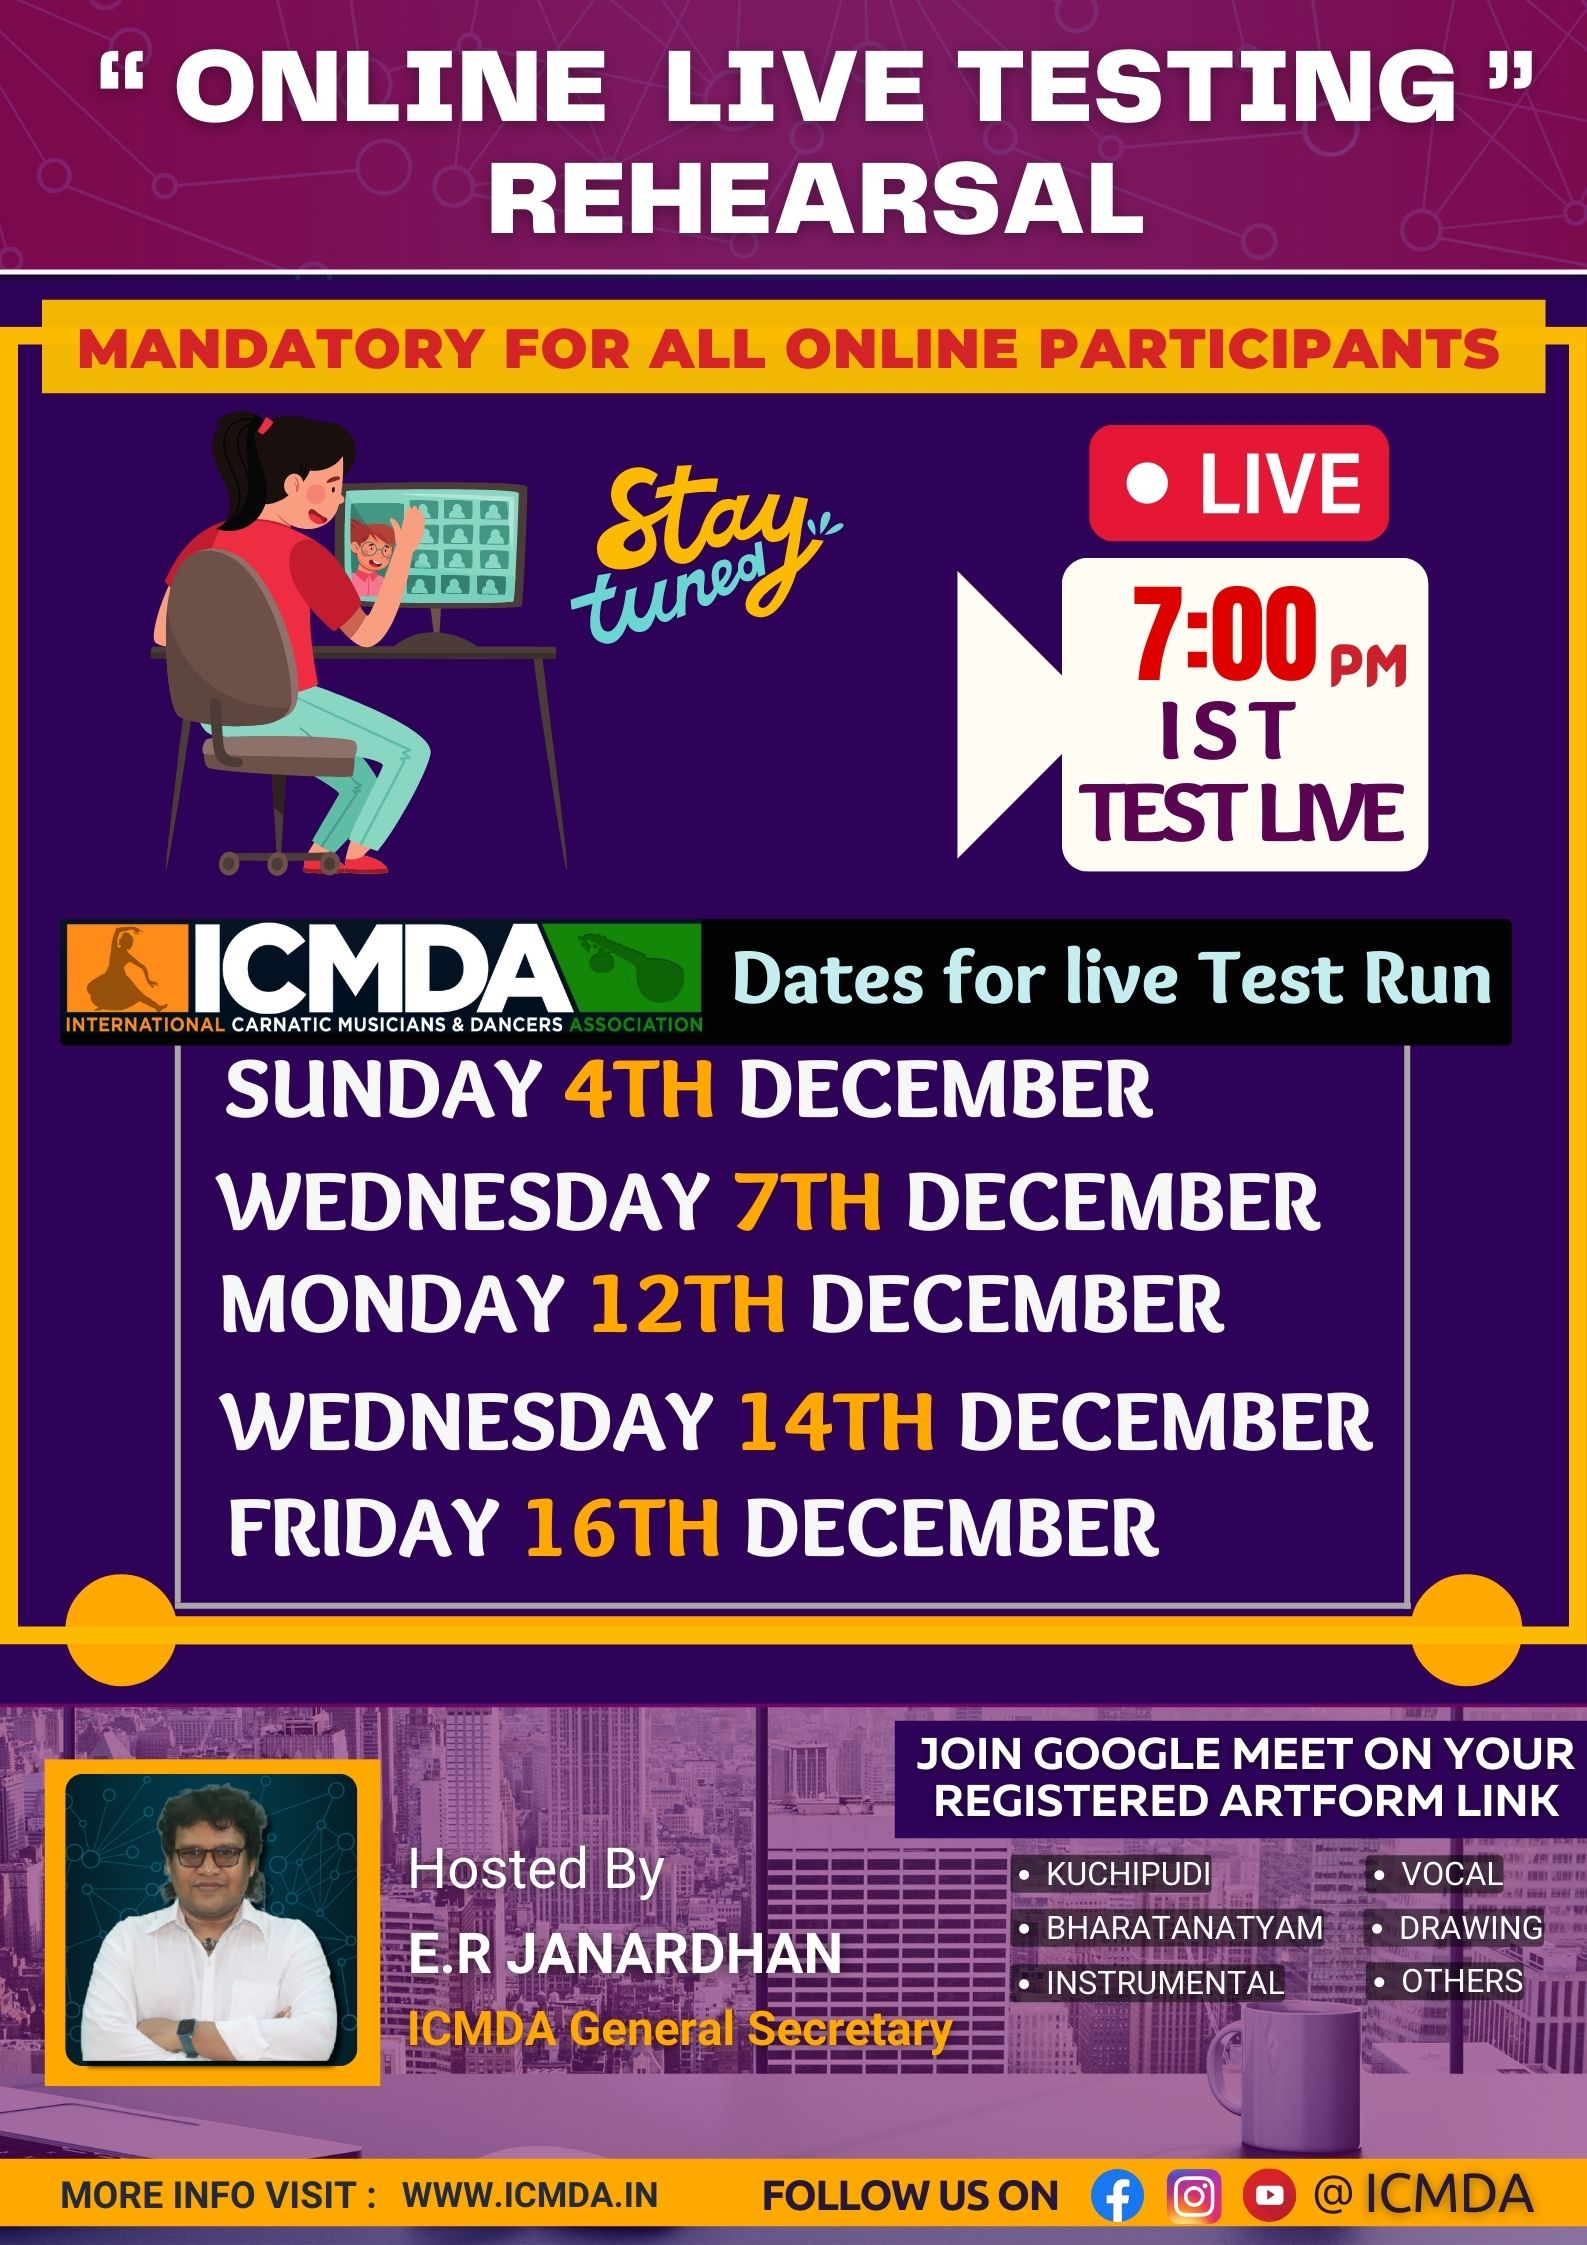 “ ONLINE LIVE TESTING ”
REHEARSAL
MANDATORY FOR ALL ONLINE PARTICIPANTS
Stay
tuned
LIVE
7:00 PM
IST
TEST LIVE
ICMDA
INTERNATIONAL CARNATIC MUSICIANS & DANCERS ASSOCIATION
Dates for live Test Run
SUNDAY 4TH DECEMBER
WEDNESDAY 7TH DECEMBER
MONDAY 12TH DECEMBER
WEDNESDAY 14TH DECEMBER
FRIDAY 16TH DECEMBER
JOIN GOOGLE MEET ON YOUR
REGISTERED ARTFORM LINK
• KUCHIPUDI
• BHARATANATYAM
• INSTRUMENTAL
• VOCAL
• DRAWING
• OTHERS
Hosted By
E.R JANARDHAN
ICMDA General Secretary
MORE INFO VISIT : WWW.ICMDA.IN
FOLLOW US ON @ ICMDA